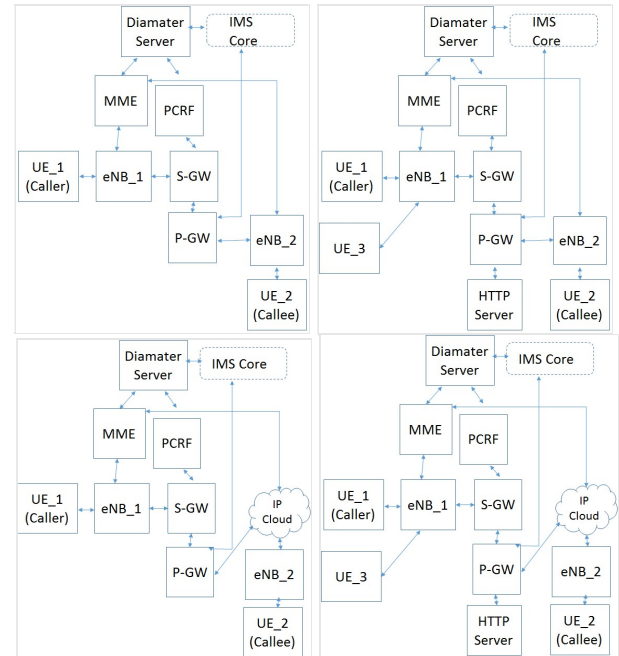 Diamater
Server
IMS
Core
MME
PCRF
UE_1
(Caller)
eNB_1
S-GW
P-GW
eNB_2
UE_2
(Callee)
Diamater
Server
IMS
Core
MME
PCRF
UE_1
(Caller)
eNB_1
S-GW
UE_3
P-GW
eNB_2
HTTP
Server
UE_2
(Callee)
Diamater
Server
IMS Core
MME
PCRF
UE_1
(Caller)
eNB_1
S-GW
IP
Cloud
P-GW
eNB_2
UE_2
(Callee)
Diamater
Server
IMS Core
MME
PCRF
UE_1
(Caller)
eNB_1
S-GW
IP
Cloud
UE_3
P-GW
eNB_2
HTTP
Server
UE_2
(Callee)